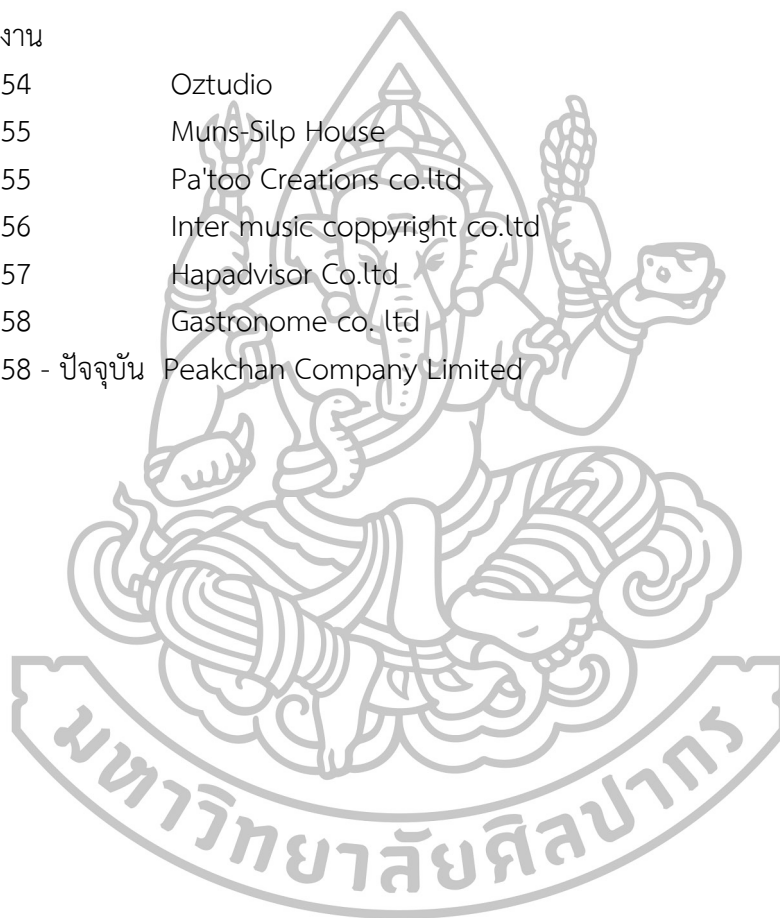 งาน
54 Oztudio
55 Muns-Silp House
55 Pa'too Creations co.ltd
56 Inter music coppyright co.ltd
57 Hapadvisor Co.ltd
58 Gastronome co. ltd
58 - ปัจจุบัน Peakchan Company Limited
มหาวิทยาลัยศิลปากร